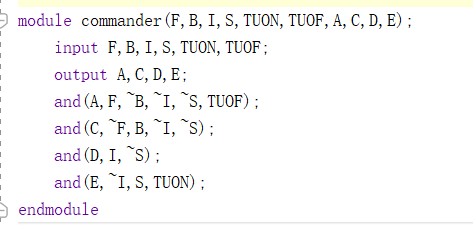 module commander(F,B,I,S,TUON,TUOF,A,C,D,E);
input F,B,I,S,TUON,TUOF;
output A,C,D,E;
and(A,F,~B,~I,~S,TUOF);
and(C,~F,B,~I,~S);
and(D,I,~S);
and(E,~I,S,TUON);
endmodule